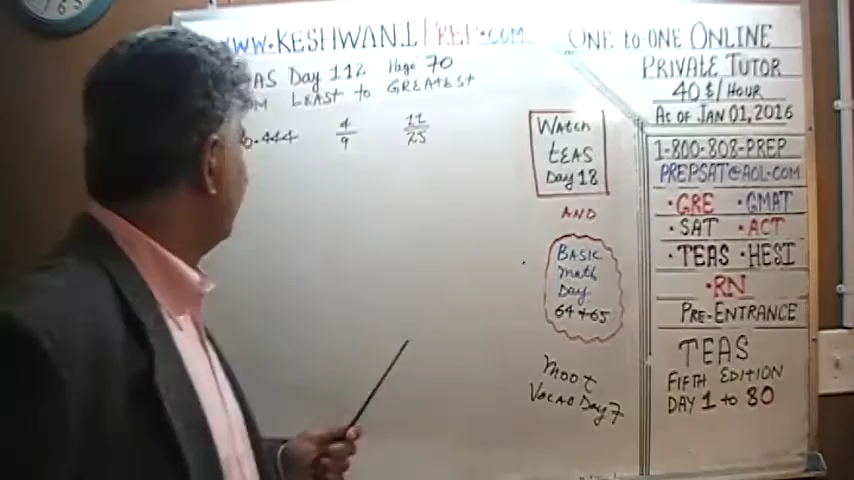 www.KESHWANIPREP.COM
AS Day 112 Page 70
OM LEAST to GREATEST
0.444 4/9 11/25
Watch
tEAS
Day 18
AND
BASIC
math
Day
64+65
moot
Vocab Day 7
ONE to ONE ONLINE
PRIVATE TUTOR
40 $/HOUR
AS OF JAN 01, 2016
1-800-808-PREP
PREPSAT@AOL.COM
•GRE •GMAT
•SAT •ACT
•TEAS •HESI
•RN
PRE-ENTRANCE
TEAS
FIFTH EDITION
DAY 1 to 80